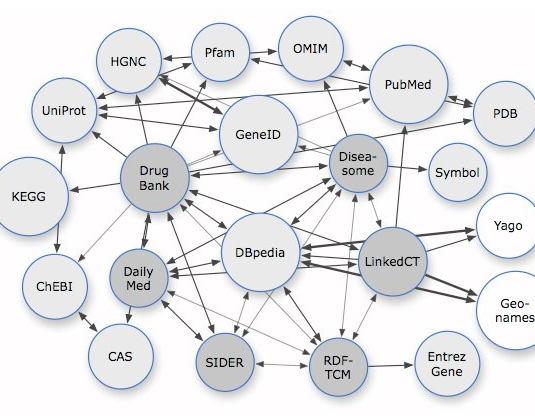 HGNC
Pfam
OMIM
PubMed
UniProt
GeneID
PDB
Drug
Bank
Disea-
some
Symbol
KEGG
Yago
DBpedia
LinkedCT
Daily
Med
ChEBI
Geo-
names
CAS
SIDER
RDF-
TCM
Entrez
Gene